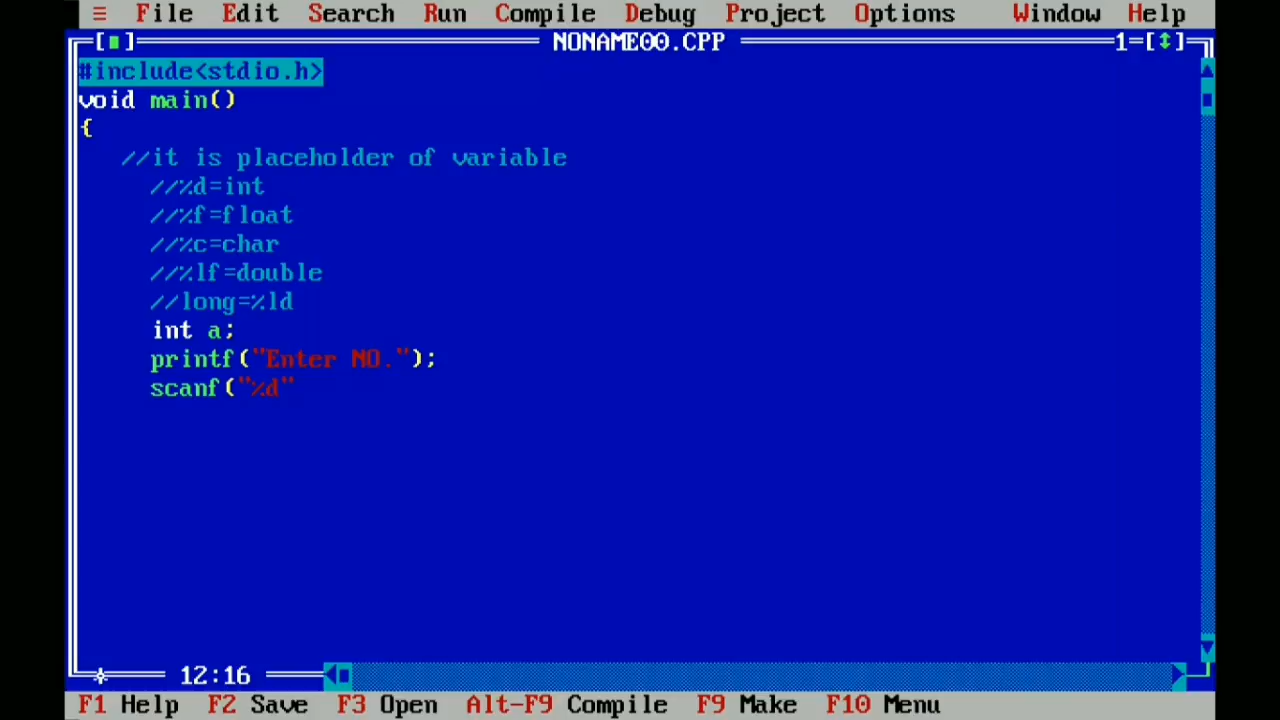 ≡ File Edit Search Run Compile Debug Project Options Window Help
[■] NONAME00.CPP 1=[↕]
#include<stdio.h>
void main()
{
//it is placeholder of variable
//%d=int
//%f=float
//%c=char
//%lf=double
//long=%ld
int a;
printf("Enter NO.");
scanf("%d"
12:16
F1 Help F2 Save F3 Open Alt-F9 Compile F9 Make F10 Menu